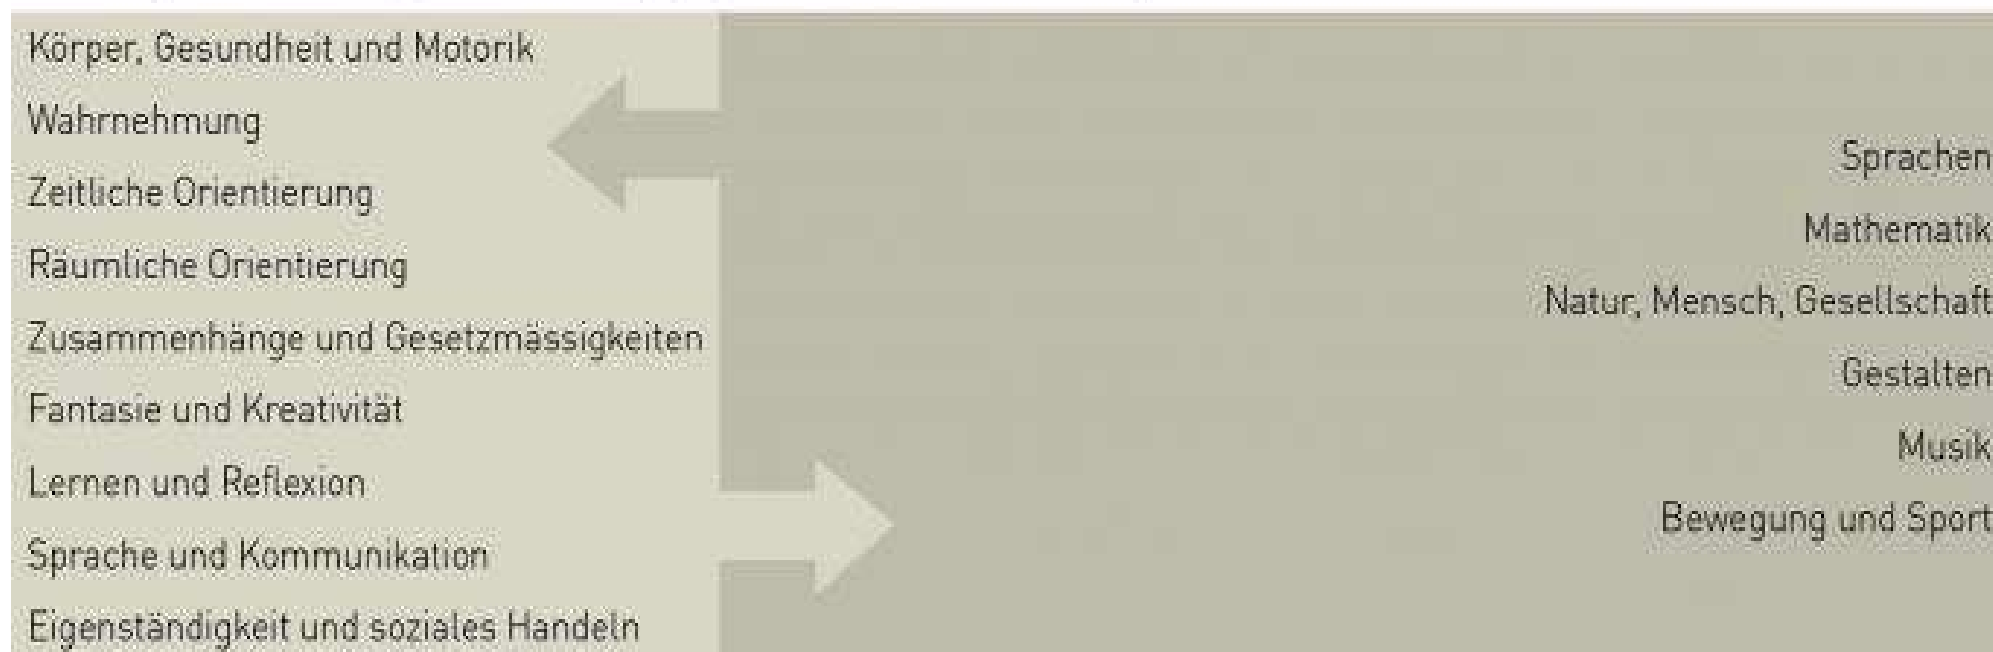 Körper, Gesundheit und Motorik
Wahrnehmung
Zeitliche Orientierung
Räumliche Orientierung
Zusammenhänge und Gesetzmässigkeiten
Fantasie und Kreativität
Lernen und Reflexion
Sprache und Kommunikation
Eigenständigkeit und soziales Handeln
Sprachen
Mathematik
Natur, Mensch, Gesellschaft
Gestalten
Musik
Bewegung und Sport